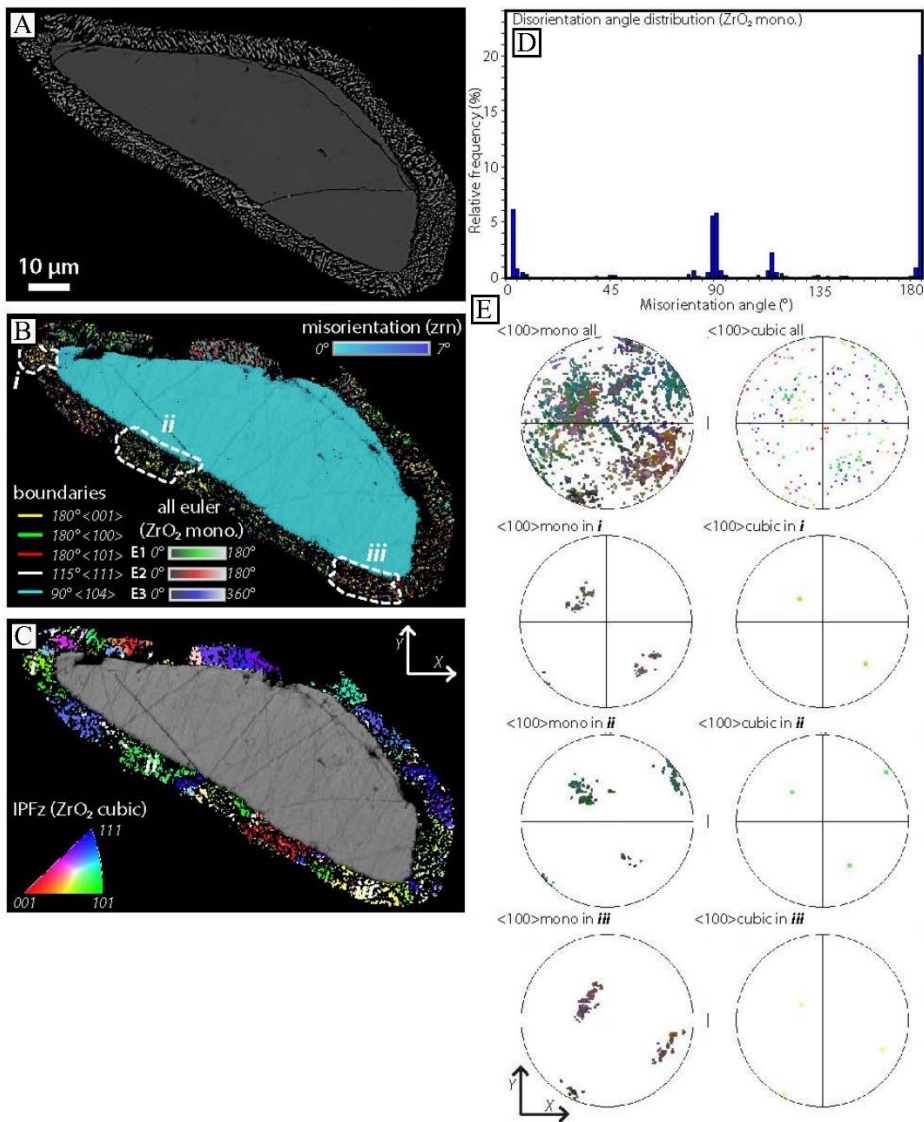 A
10 µm
B
misorientation (zrn)
0° 7°
i
ii
iii
boundaries
180° <001>
180° <100>
180° <101>
115° <111>
90° <104>
all euler
(ZrO₂ mono.)
E1 0° 180°
E2 0° 180°
E3 0° 360°
C
Y
X
i
ii
iii
IPFz (ZrO₂ cubic)
111
001 101
D
Disorientation angle distribution (ZrO₂ mono.)
Relative frequency (%)
20
15
10
5
0
0 45 90 135 180
Misorientation angle (°)
E
<100>mono all <100>cubic all
<100>mono in i <100>cubic in i
<100>mono in ii <100>cubic in ii
<100>mono in iii <100>cubic in iii
Y
X